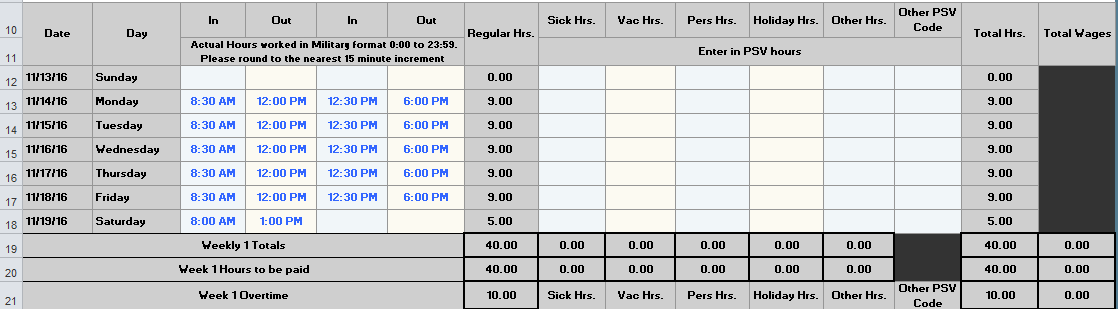 10 Date Day In Out In Out Regular Hrs. Sick Hrs. Vac Hrs. Pers Hrs. Holiday Hrs. Other Hrs. Other PSV Code Total Hrs. Total Wages
11 Actual Hours worked in Military format 0:00 to 23:59. Enter in PSV hours
Please round to the nearest 15 minute increment
12 11/13/16 Sunday 0.00 0.00
13 11/14/16 Monday 8:30 AM 12:00 PM 12:30 PM 6:00 PM 9.00 9.00
14 11/15/16 Tuesday 8:30 AM 12:00 PM 12:30 PM 6:00 PM 9.00 9.00
15 11/16/16 Wednesday 8:30 AM 12:00 PM 12:30 PM 6:00 PM 9.00 9.00
16 11/17/16 Thursday 8:30 AM 12:00 PM 12:30 PM 6:00 PM 9.00 9.00
17 11/18/16 Friday 8:30 AM 12:00 PM 12:30 PM 6:00 PM 9.00 9.00
18 11/19/16 Saturday 8:00 AM 1:00 PM 5.00 5.00
19 Weekly 1 Totals 40.00 0.00 0.00 0.00 0.00 0.00 40.00 0.00
20 Week 1 Hours to be paid 40.00 0.00 0.00 0.00 0.00 0.00 40.00 0.00
21 Week 1 Overtime 10.00 Sick Hrs. Vac Hrs. Pers Hrs. Holiday Hrs. Other Hrs. Other PSV Code 10.00 0.00